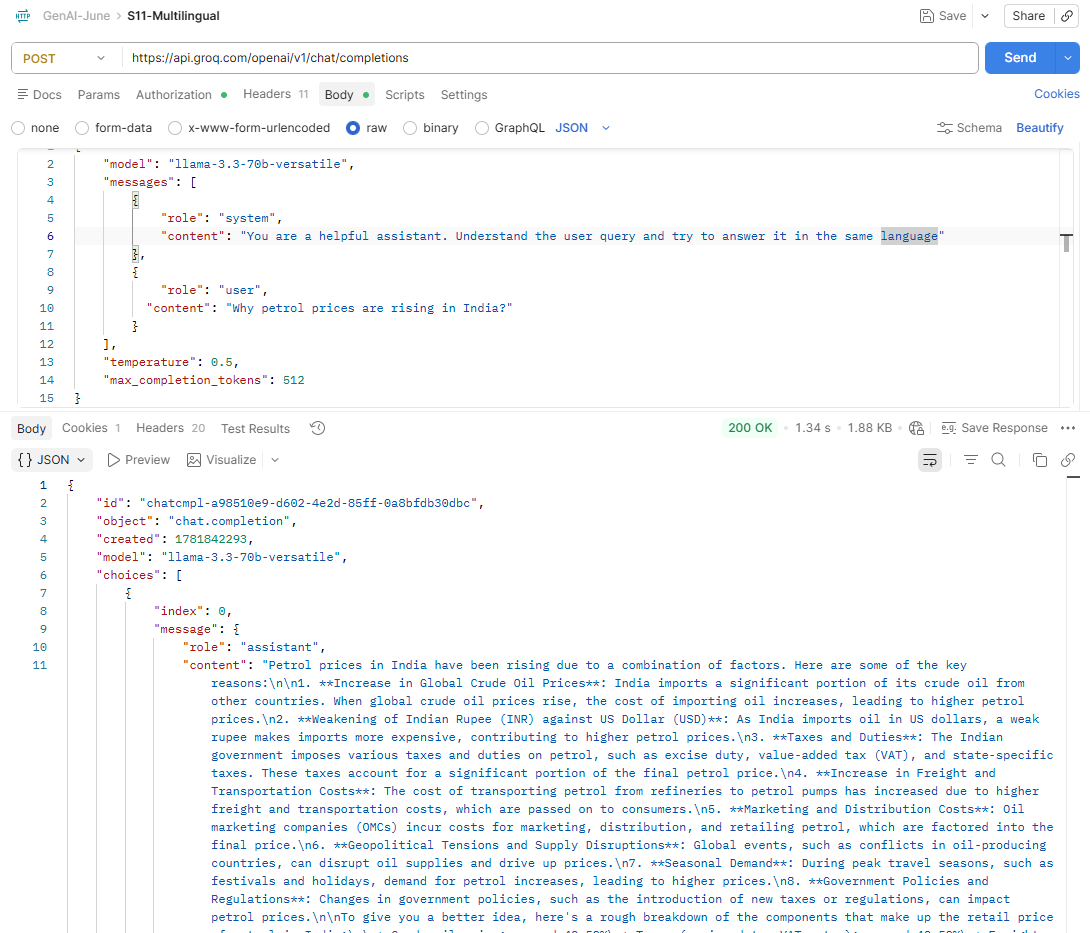 HTTP GenAI-June > S11-Multilingual Save Share
POST https://api.groq.com/openai/v1/chat/completions Send
Docs Params Authorization Headers 11 Body Scripts Settings Cookies
none form-data x-www-form-urlencoded raw binary GraphQL JSON Schema Beautify
2 "model": "llama-3.3-70b-versatile",
3 "messages": [
4 {
5 "role": "system",
6 "content": "You are a helpful assistant. Understand the user query and try to answer it in the same language"
7 },
8 {
9 "role": "user",
10 "content": "Why petrol prices are rising in India?"
11 }
12 ],
13 "temperature": 0.5,
14 "max_completion_tokens": 512
15 }
Body Cookies 1 Headers 20 Test Results 200 OK • 1.34 s • 1.88 KB • e.g. Save Response
{} JSON Preview Visualize
1 {
2 "id": "chatcmpl-a98510e9-d602-4e2d-85ff-0a8bfdb30dbc",
3 "object": "chat.completion",
4 "created": 1781842293,
5 "model": "llama-3.3-70b-versatile",
6 "choices": [
7 {
8 "index": 0,
9 "message": {
10 "role": "assistant",
11 "content": "Petrol prices in India have been rising due to a combination of factors. Here are some of the key
reasons:\n\n1. **Increase in Global Crude Oil Prices**: India imports a significant portion of its crude oil from
other countries. When global crude oil prices rise, the cost of importing oil increases, leading to higher petrol
prices.\n2. **Weakening of Indian Rupee (INR) against US Dollar (USD)**: As India imports oil in US dollars, a weak
rupee makes imports more expensive, contributing to higher petrol prices.\n3. **Taxes and Duties**: The Indian
government imposes various taxes and duties on petrol, such as excise duty, value-added tax (VAT), and state-specific
taxes. These taxes account for a significant portion of the final petrol price.\n4. **Increase in Freight and
Transportation Costs**: The cost of transporting petrol from refineries to petrol pumps has increased due to higher
freight and transportation costs, which are passed on to consumers.\n5. **Marketing and Distribution Costs**: Oil
marketing companies (OMCs) incur costs for marketing, distribution, and retailing petrol, which are factored into the
final price.\n6. **Geopolitical Tensions and Supply Disruptions**: Global events, such as conflicts in oil-producing
countries, can disrupt oil supplies and drive up prices.\n7. **Seasonal Demand**: During peak travel seasons, such as
festivals and holidays, demand for petrol increases, leading to higher prices.\n8. **Government Policies and
Regulations**: Changes in government policies, such as the introduction of new taxes or regulations, can impact
petrol prices.\n\nTo give you a better idea, here's a rough breakdown of the components that make up the retail price